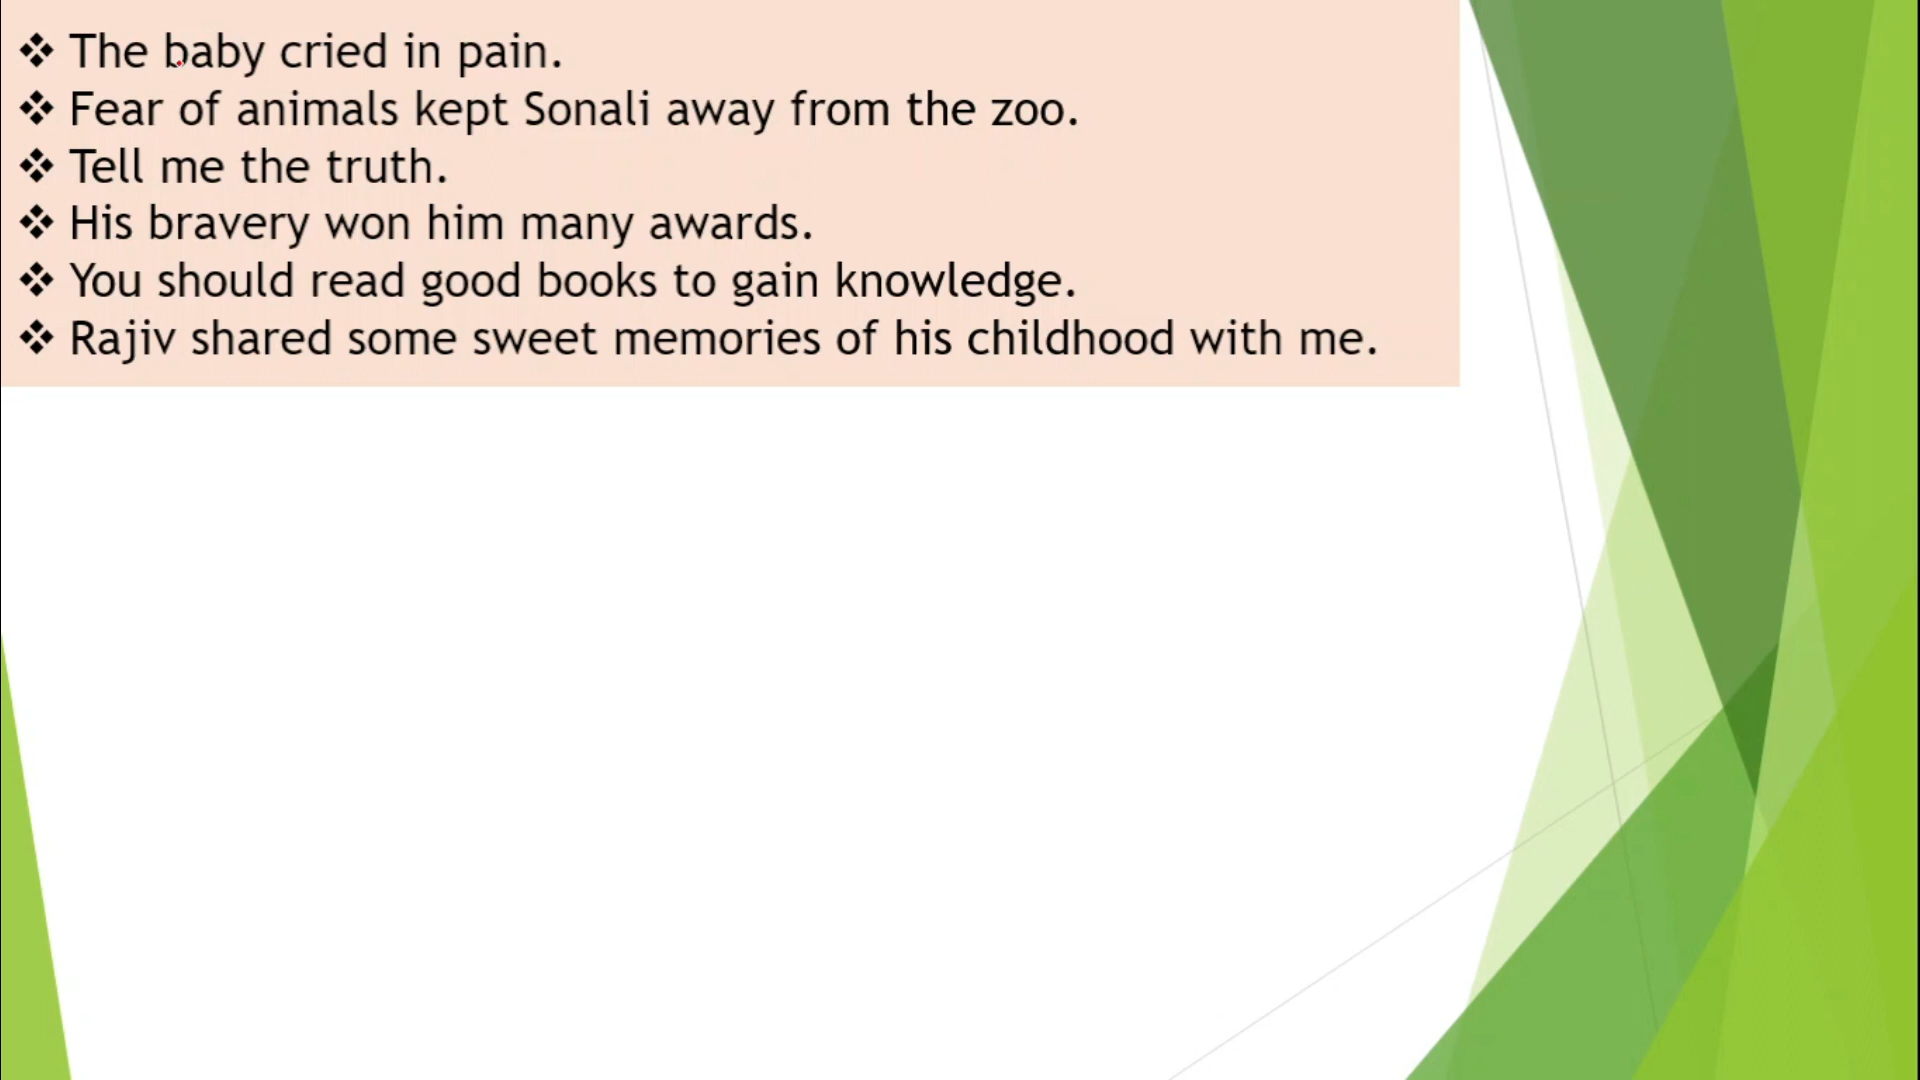 ❖ The baby cried in pain.
❖ Fear of animals kept Sonali away from the zoo.
❖ Tell me the truth.
❖ His bravery won him many awards.
❖ You should read good books to gain knowledge.
❖ Rajiv shared some sweet memories of his childhood with me.